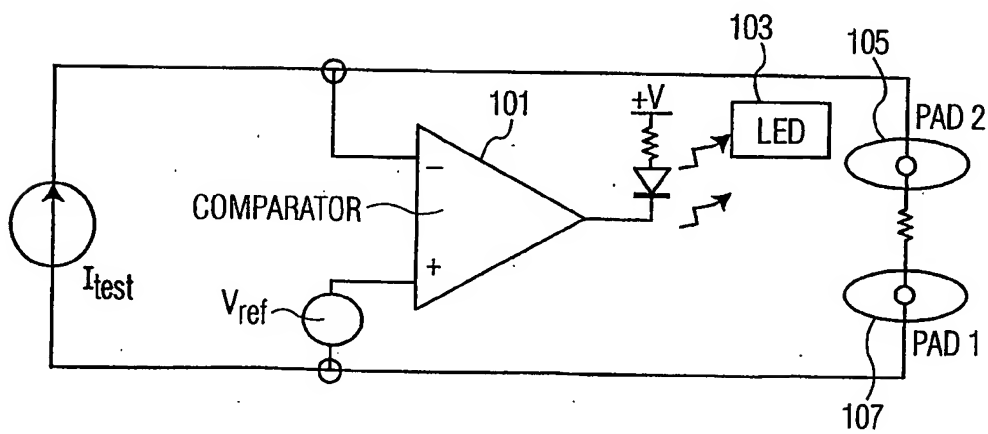 103
105
+V
101
LED
PAD 2
−
COMPARATOR
+
Itest
Vref
PAD 1
107